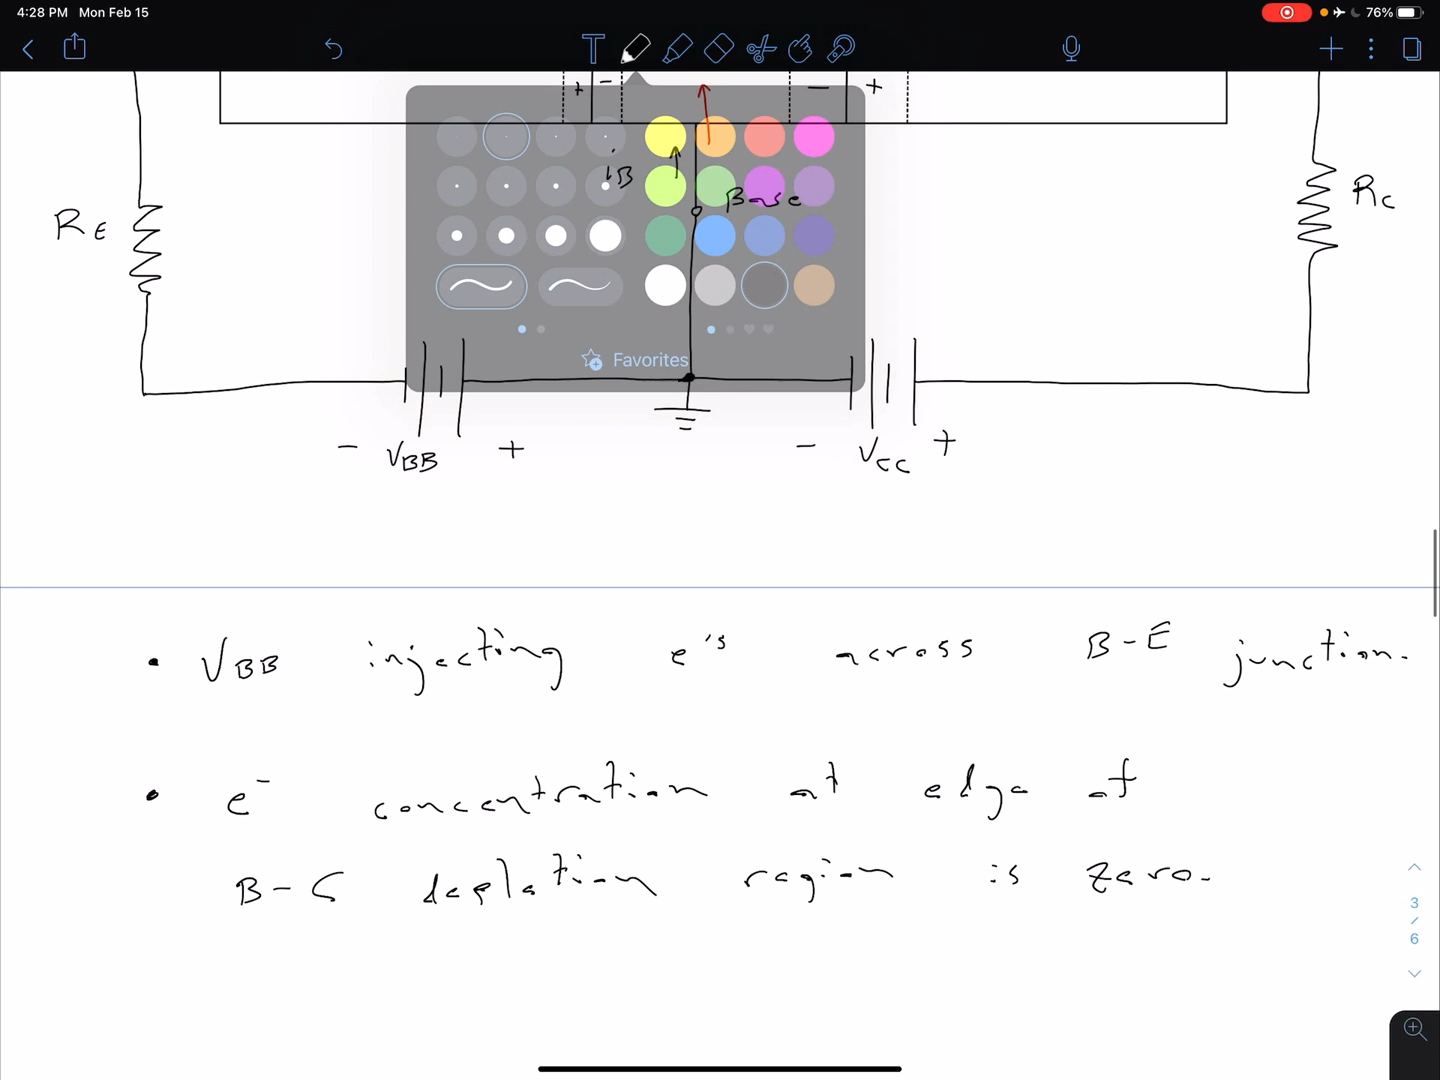 4:28 PM Mon Feb 15
76%
T
+ − − +
iB
Base
RE
RC
Favorites
− VBB +
− VCC +
• VBB injecting e's across B-E junction.
• e⁻ concentration at edge of
B-C depletion region is zero.
3
/
6